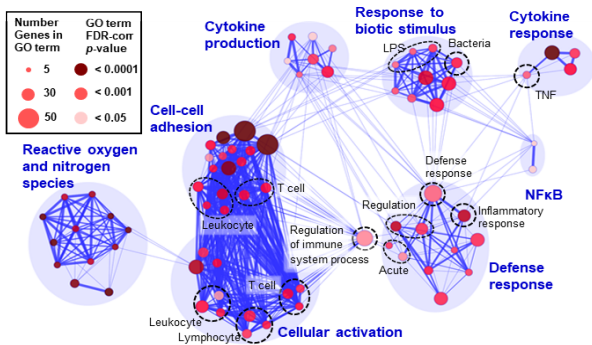 Number
Genes in
GO term
GO term
FDR-corr
p-value
5
< 0.0001
30
< 0.001
50
< 0.05
Cytokine
production
Response to
biotic stimulus
Cytokine
response
LPS
Bacteria
TNF
Cell-cell
adhesion
Reactive oxygen
and nitrogen
species
T cell
Leukocyte
Defense
response
NFκB
Regulation
Inflammatory
response
Regulation
of immune
system process
Acute
Defense
response
T cell
Leukocyte
Lymphocyte
Cellular activation